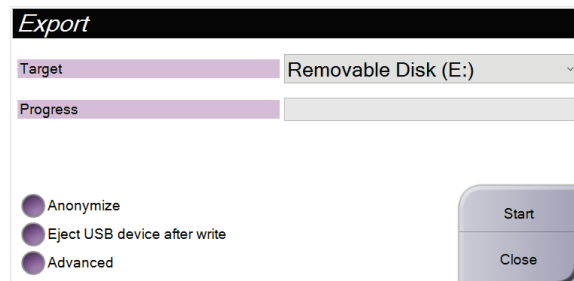 Export
Target
Removable Disk (E:)
Progress
Anonymize
Eject USB device after write
Advanced
Start
Close